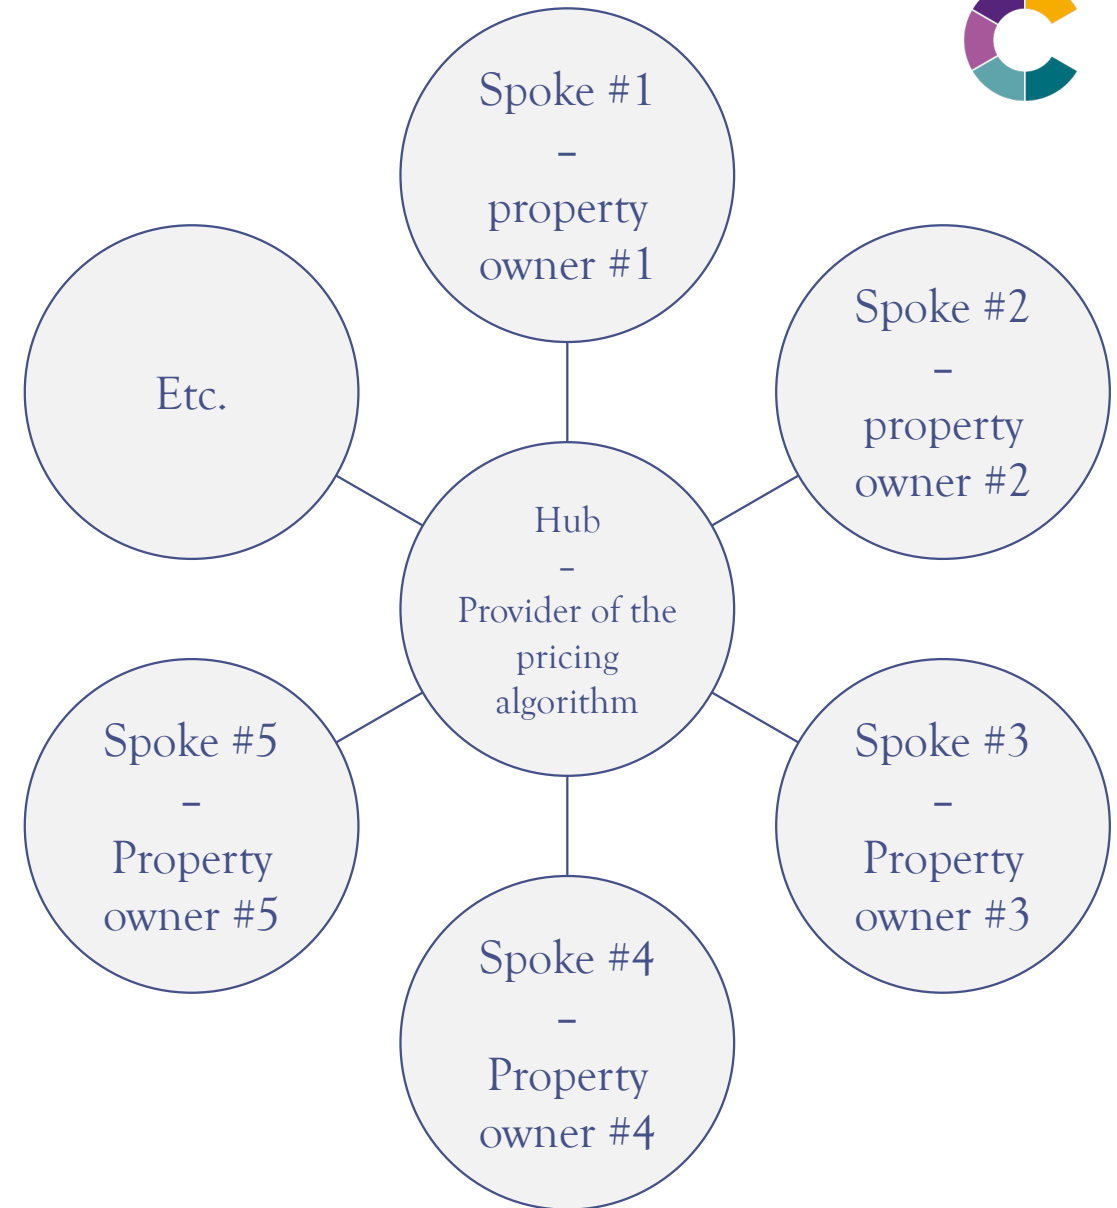 Spoke #1
–
property
owner #1
Etc.
Spoke #2
–
property
owner #2
Hub
–
Provider of the
pricing
algorithm
Spoke #5
–
Property
owner #5
Spoke #3
–
Property
owner #3
Spoke #4
–
Property
owner #4